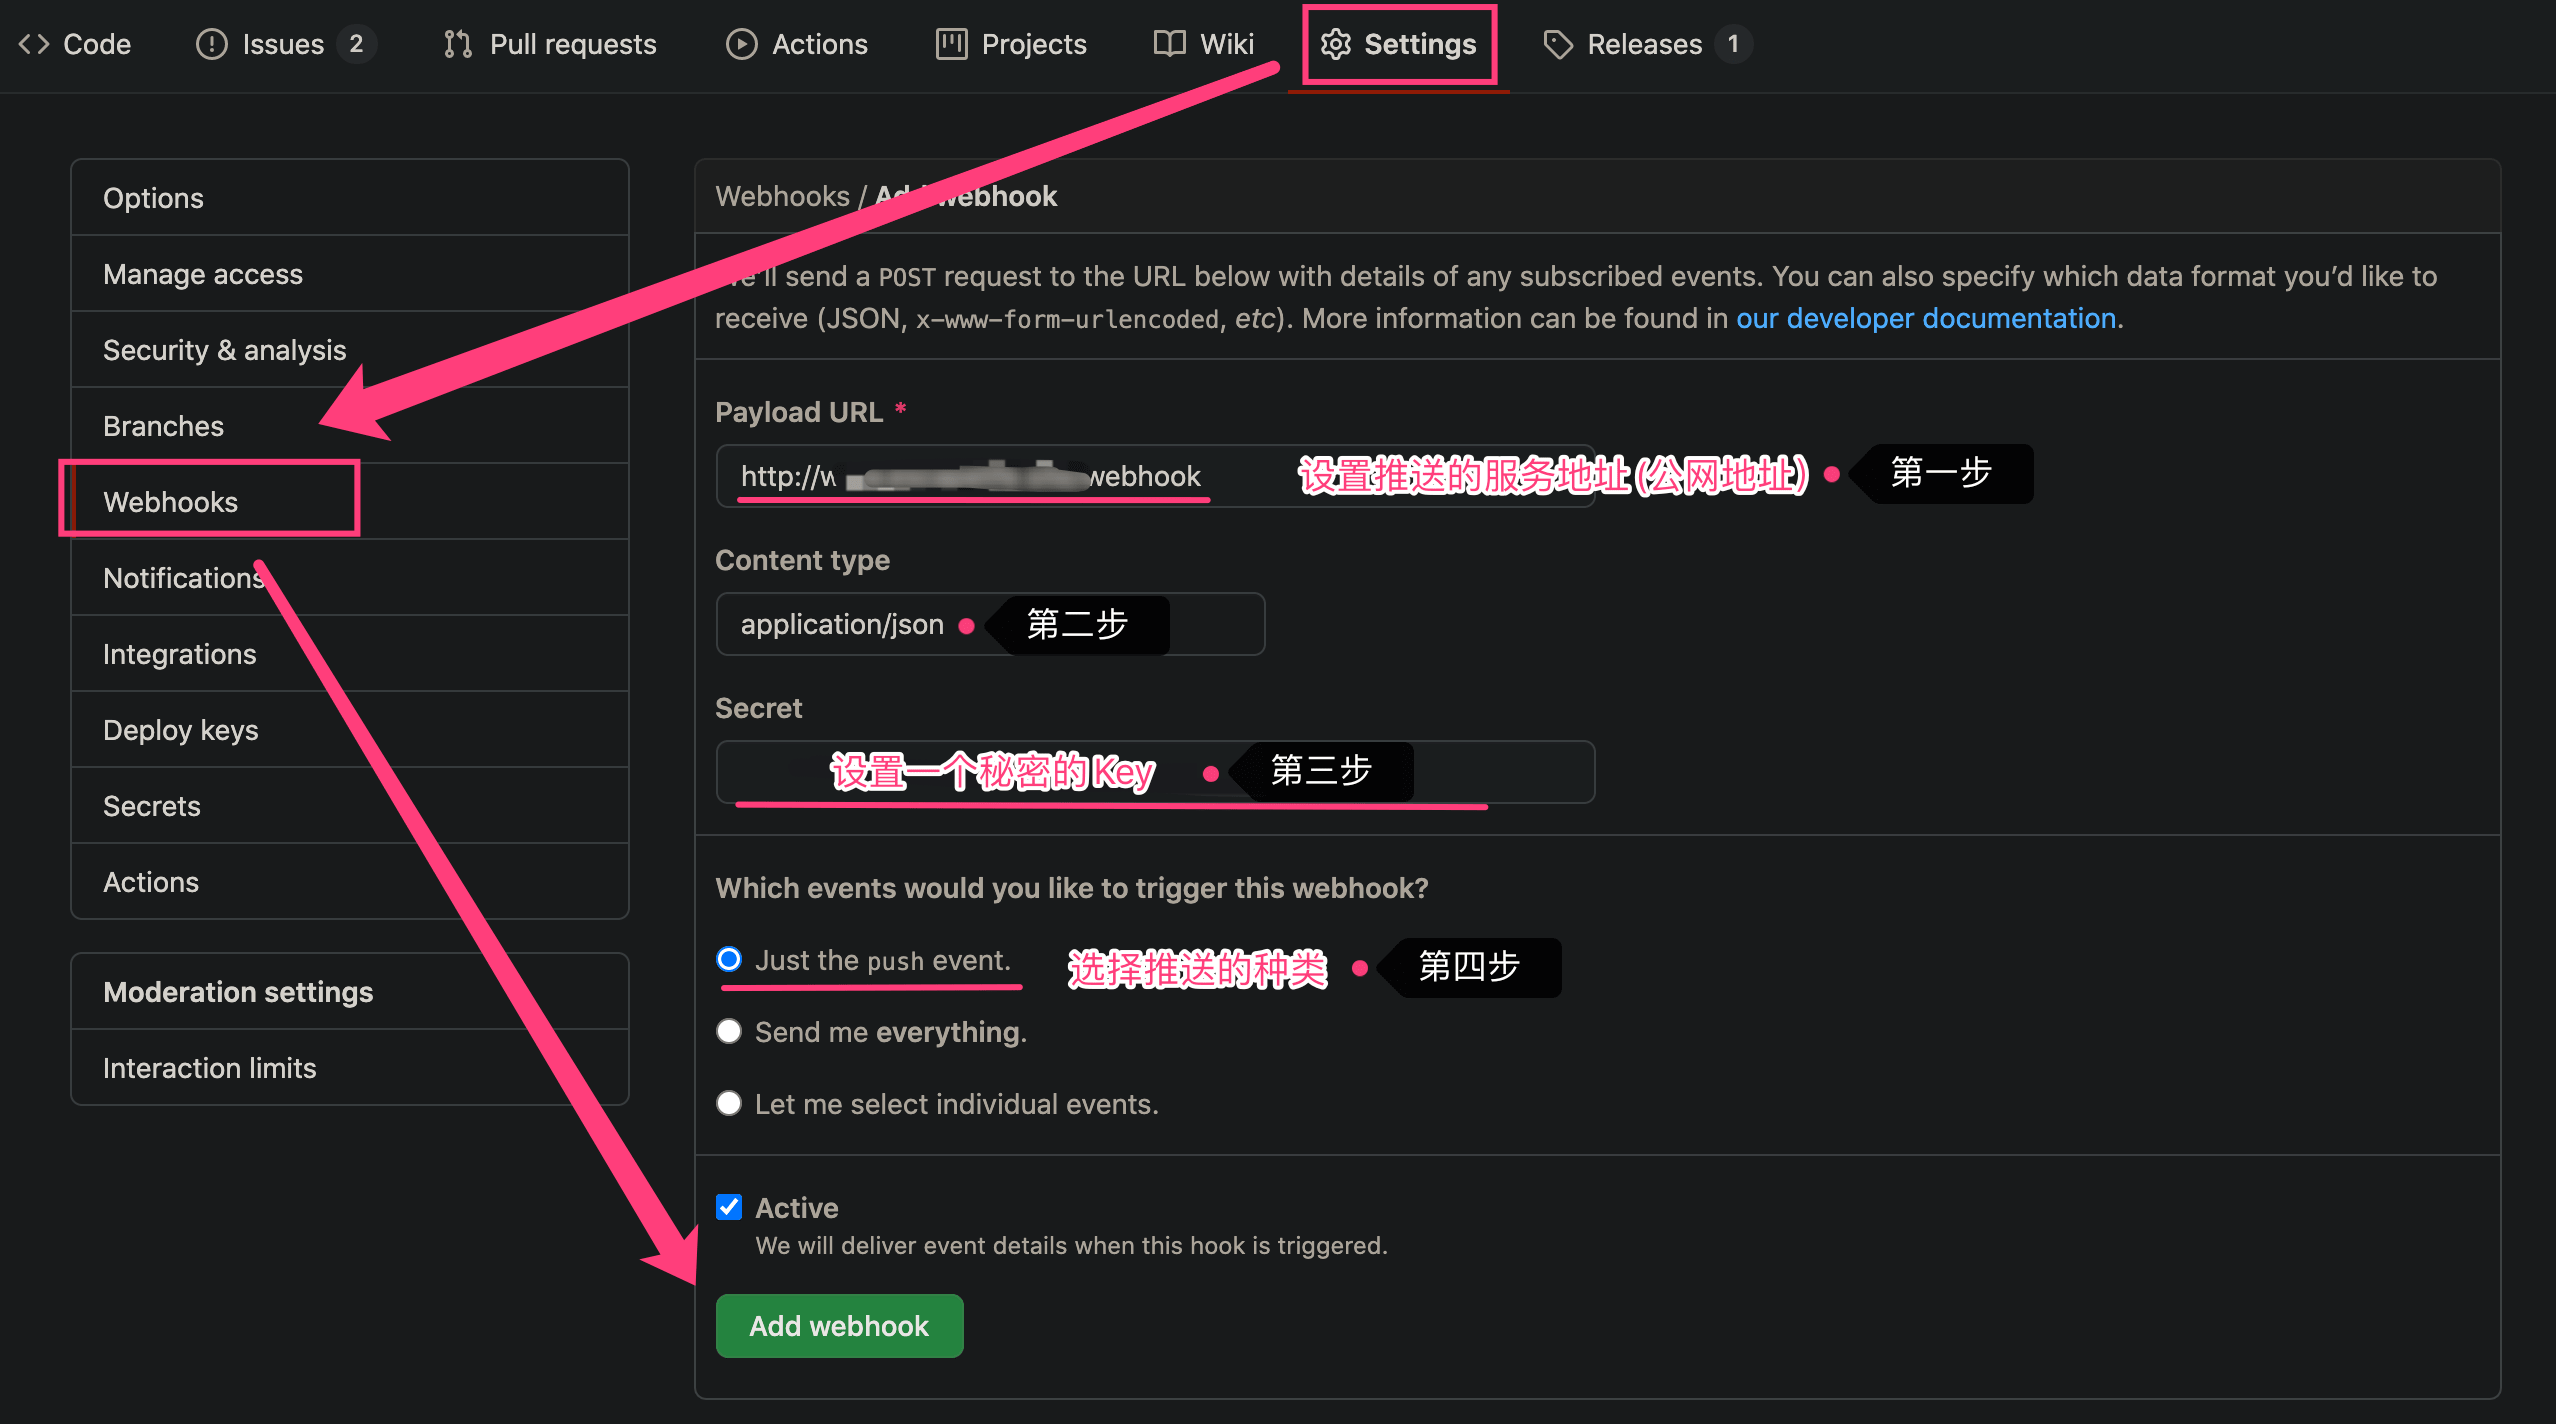 Code Issues 2 Pull requests Actions Projects Wiki Settings Releases 1
Options
Manage access
Security & analysis
Branches
Webhooks
Notifications
Integrations
Deploy keys
Secrets
Actions
Moderation settings
Interaction limits
Webhooks / Add webhook
We’ll send a POST request to the URL below with details of any subscribed events. You can also specify which data format you’d like to
receive (JSON, x-www-form-urlencoded, etc). More information can be found in our developer documentation.
Payload URL *
http://w webhook 设置推送的服务地址(公网地址) 第一步
Content type
application/json 第二步
Secret
设置一个秘密的Key 第三步
Which events would you like to trigger this webhook?
Just the push event. 选择推送的种类 第四步
Send me everything.
Let me select individual events.
Active
We will deliver event details when this hook is triggered.
Add webhook